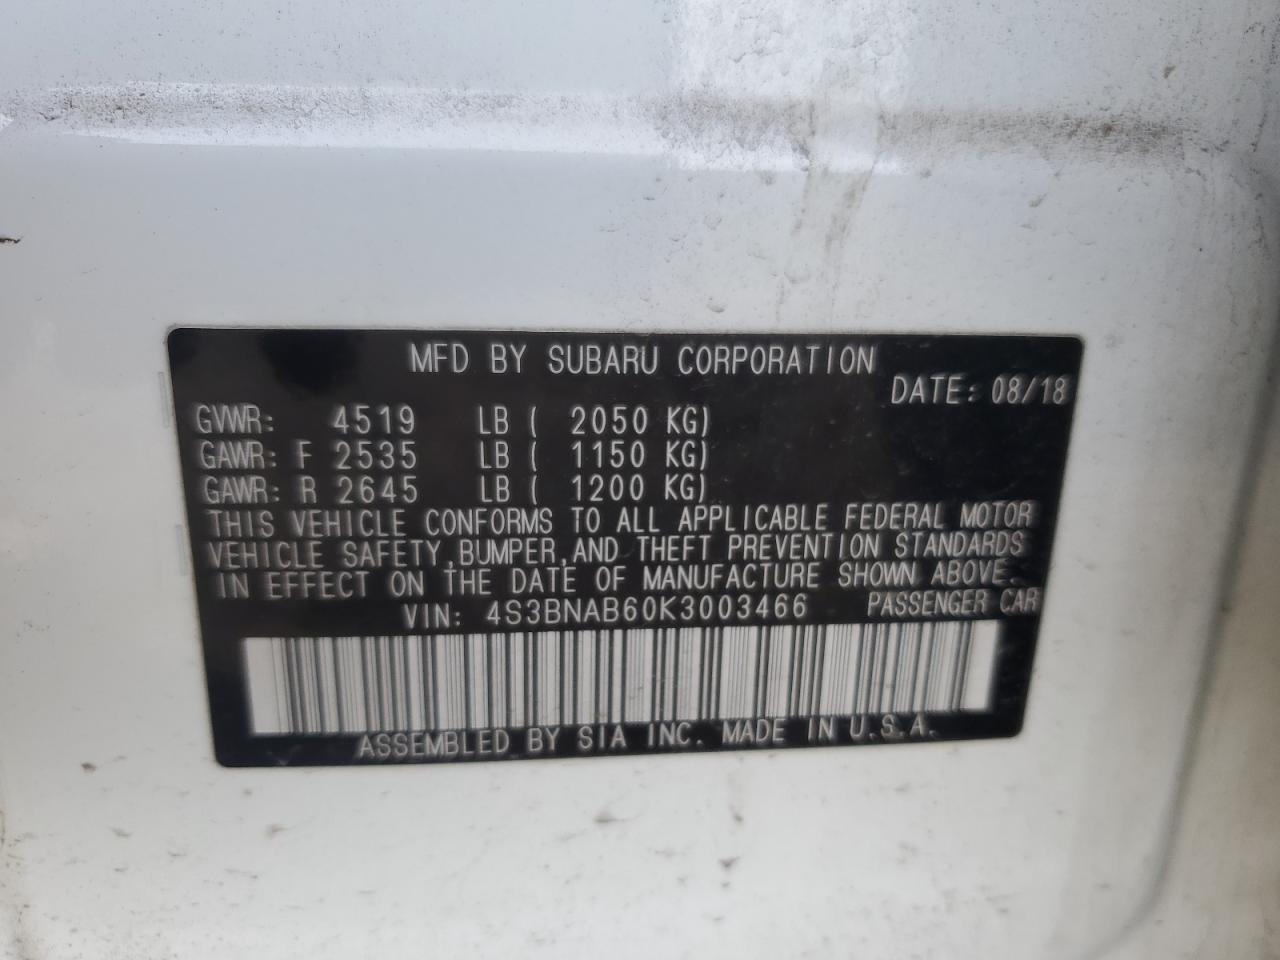 MFD BY SUBARU CORPORATION
DATE: 08/18
GVWR: 4519 LB ( 2050 KG)
GAWR: F 2535 LB ( 1150 KG)
GAWR: R 2645 LB ( 1200 KG)
THIS VEHICLE CONFORMS TO ALL APPLICABLE FEDERAL MOTOR
VEHICLE SAFETY,BUMPER,AND THEFT PREVENTION STANDARDS
IN EFFECT ON THE DATE OF MANUFACTURE SHOWN ABOVE.
VIN: 4S3BNAB60K3003466 PASSENGER CAR
ASSEMBLED BY SIA INC. MADE IN U.S.A.